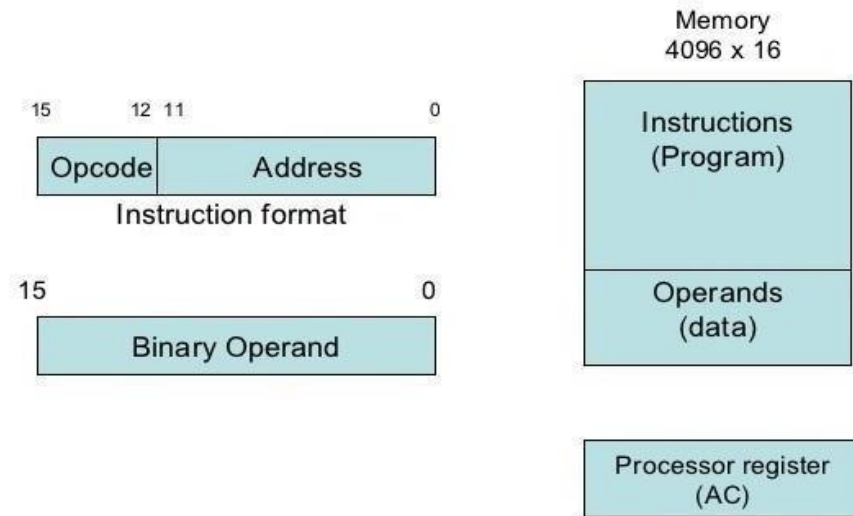 Memory
4096 x 16
15 12 11 0
Opcode Address
Instruction format
15 0
Binary Operand
Instructions
(Program)
Operands
(data)
Processor register
(AC)